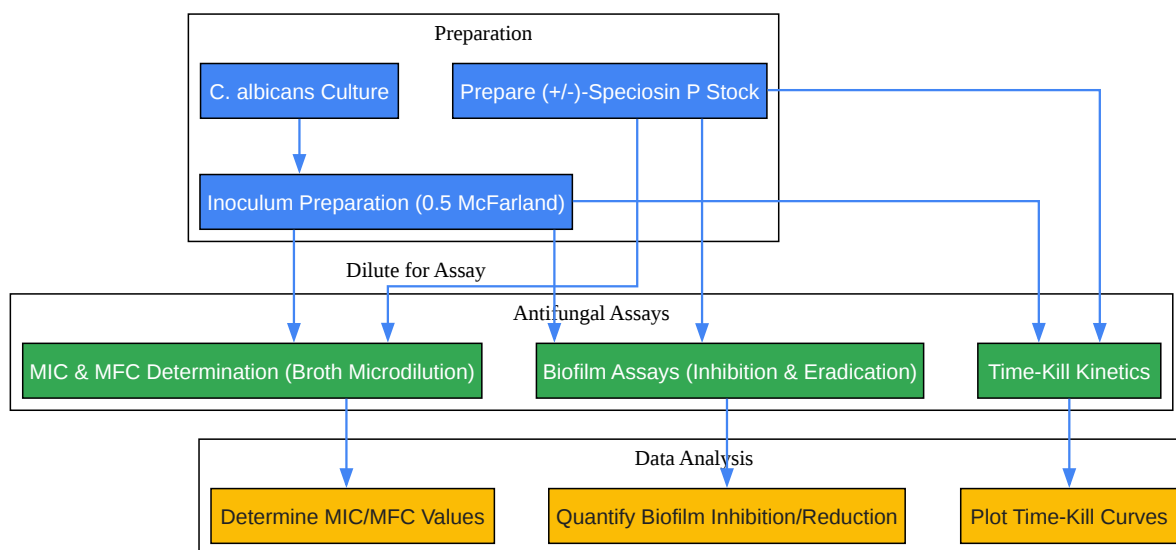 Preparation
C. albicans Culture
Prepare (+/-)-Speciosin P Stock
Inoculum Preparation (0.5 McFarland)
Dilute for Assay
Antifungal Assays
MIC & MFC Determination (Broth Microdilution)
Biofilm Assays (Inhibition & Eradication)
Time-Kill Kinetics
Data Analysis
Determine MIC/MFC Values
Quantify Biofilm Inhibition/Reduction
Plot Time-Kill Curves